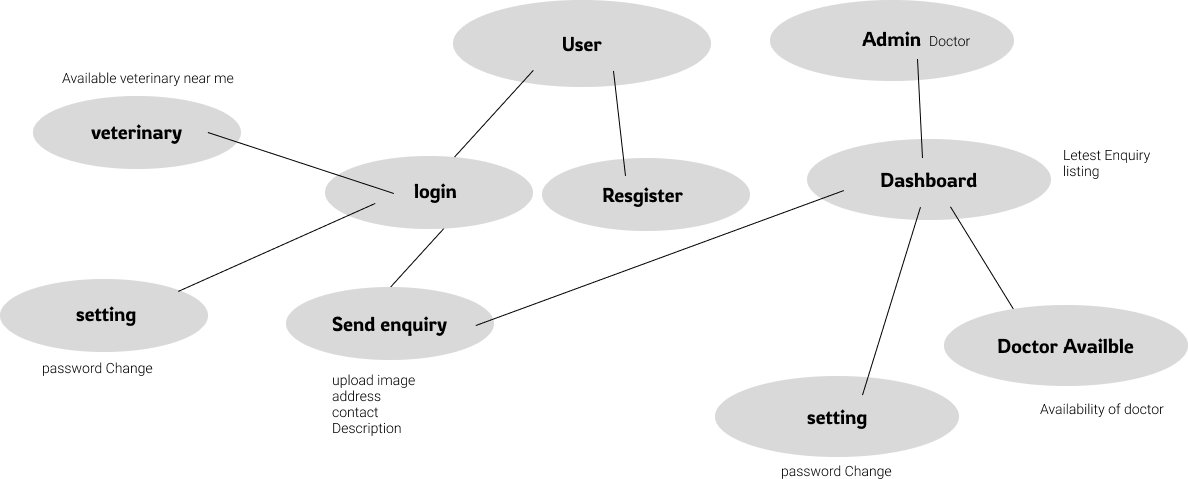 User
Admin Doctor
Available veterinary near me
veterinary
Letest Enquiry
listing
login
Resgister
Dashboard
setting
password Change
Send enquiry
upload image
address
contact
Description
Doctor Availble
Availability of doctor
setting
password Change